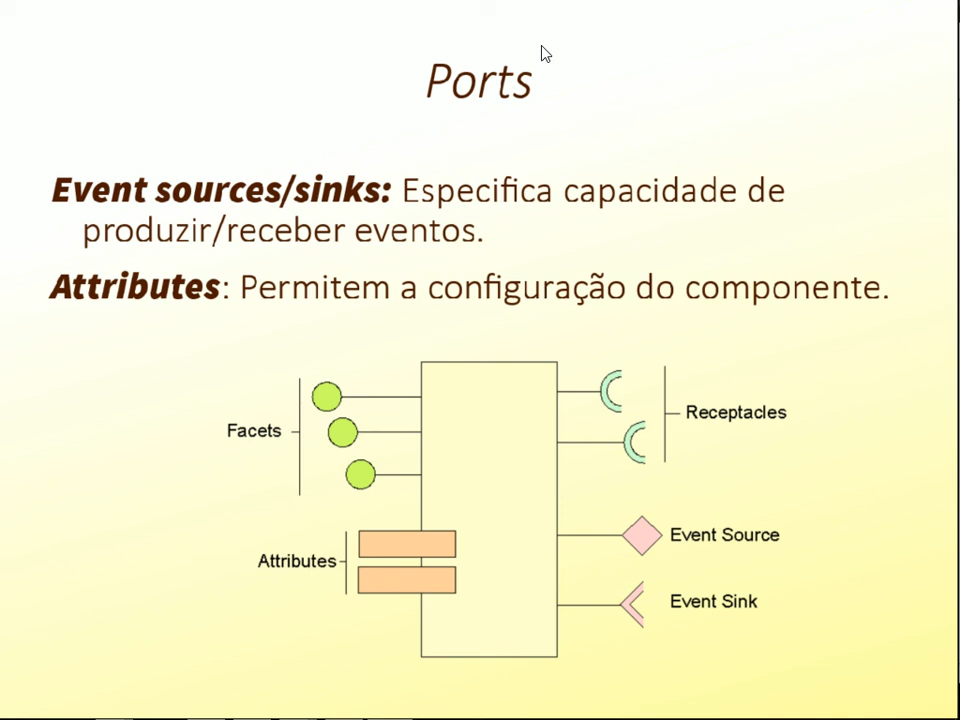 Ports
Event sources/sinks: Especifica capacidade de
produzir/receber eventos.
Attributes: Permitem a configuração do componente.
Facets
Receptacles
Attributes
Event Source
Event Sink